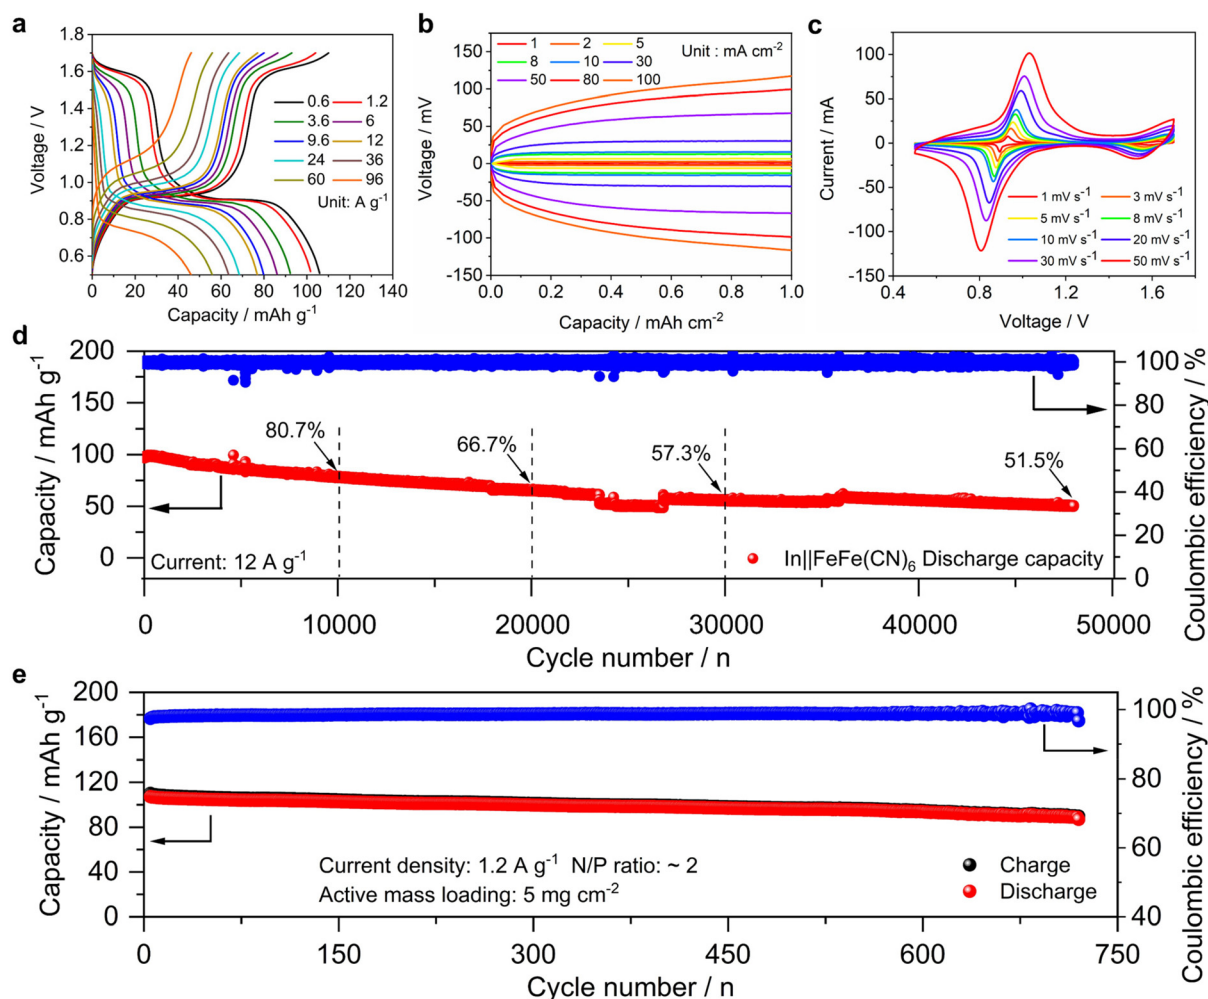 a
1.8
1.6
1.4
1.2
1.0
0.8
0.6
Voltage / V
0.6 1.2
3.6 6
9.6 12
24 36
60 96
Unit: A g⁻¹
0 20 40 60 80 100 120 140
Capacity / mAh g⁻¹
b
150
125
100
75
50
25
0
-25
-50
-75
-100
-125
-150
Voltage / mV
1 2 5
8 10 30
50 80 100
Unit : mA cm⁻²
0.0 0.2 0.4 0.6 0.8 1.0
Capacity / mAh cm⁻²
c
100
50
0
-50
-100
-150
Current / mA
1 mV s⁻¹ 3 mV s⁻¹
5 mV s⁻¹ 8 mV s⁻¹
10 mV s⁻¹ 20 mV s⁻¹
30 mV s⁻¹ 50 mV s⁻¹
0.4 0.8 1.2 1.6
Voltage / V
d
200
150
100
50
0
Capacity / mAh g⁻¹
80.7%
66.7%
57.3%
51.5%
Current: 12 A g⁻¹
In||FeFe(CN)₆ Discharge capacity
100
80
60
40
20
0
Coulombic efficiency / %
0 10000 20000 30000 40000 50000
Cycle number / n
e
200
160
120
80
40
0
Capacity / mAh g⁻¹
Current density: 1.2 A g⁻¹ N/P ratio: ~ 2
Active mass loading: 5 mg cm⁻²
Charge
Discharge
100
80
60
40
Coulombic efficiency / %
0 150 300 450 600 750
Cycle number / n